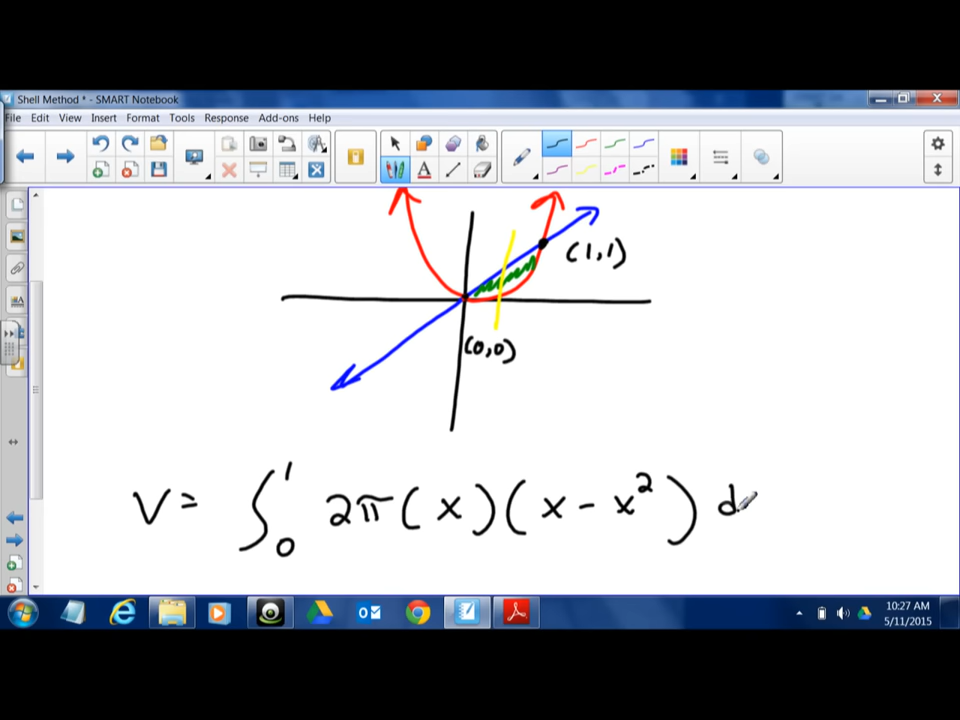 Shell Method * - SMART Notebook
File Edit View Insert Format Tools Response Add-ons Help
(1,1)
(0,0)
V = ∫₀¹ 2π(x)(x - x²) d
10:27 AM
5/11/2015